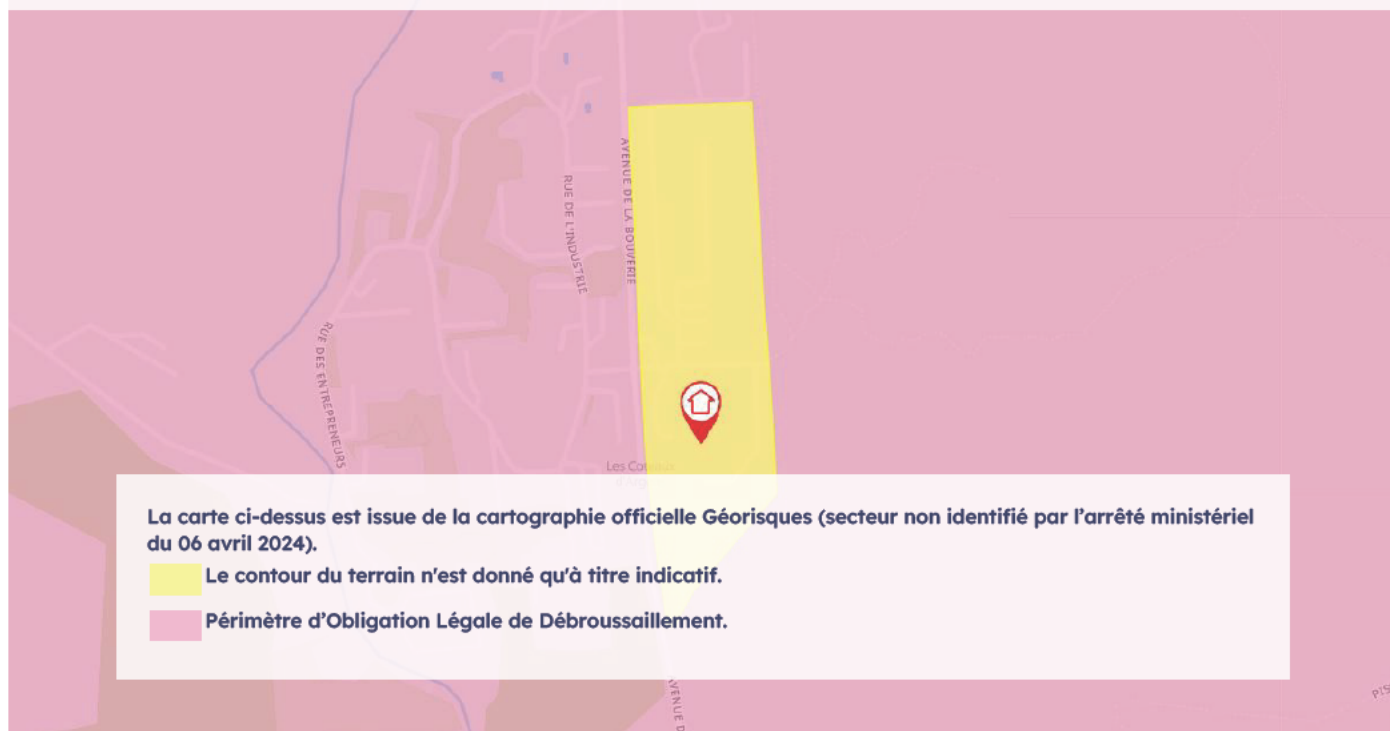 AVENUE DE LA BOUVERIE
RUE DE L'INDUSTRIE
RUE DES ENTREPRENEURS
Les
La carte ci-dessus est issue de la cartographie officielle Géorisques (secteur non identifié par l'arrêté ministériel
du 06 avril 2024).
Le contour du terrain n'est donné qu'à titre indicatif.
Périmètre d'Obligation Légale de Débroussaillement.
AVENUE D
PIS